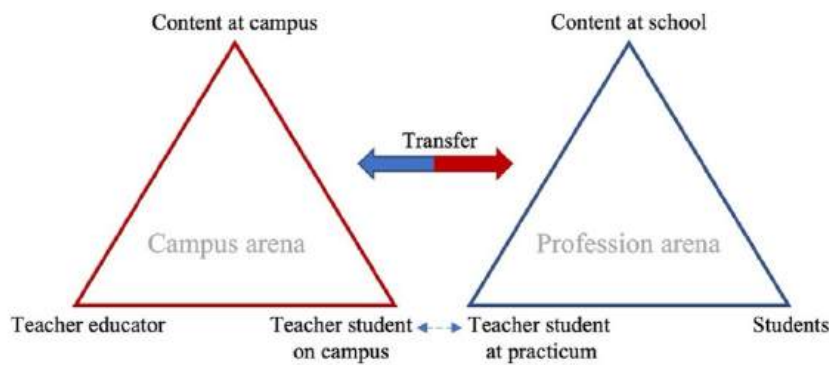 Content at campus
Content at school
Transfer
Campus arena
Profession arena
Teacher educator
Teacher student
on campus
Teacher student
at practicum
Students